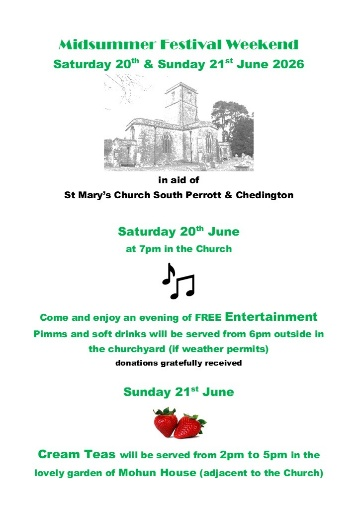 Midsummer Festival Weekend
Saturday 20th & Sunday 21st June 2026
in aid of
St Mary's Church South Perrott & Chedington
Saturday 20th June
at 7pm in the Church
Come and enjoy an evening of FREE Entertainment
Pimms and soft drinks will be served from 6pm outside in
the churchyard (if weather permits)
donations gratefully received
Sunday 21st June
Cream Teas will be served from 2pm to 5pm in the
lovely garden of Mohun House (adjacent to the Church)